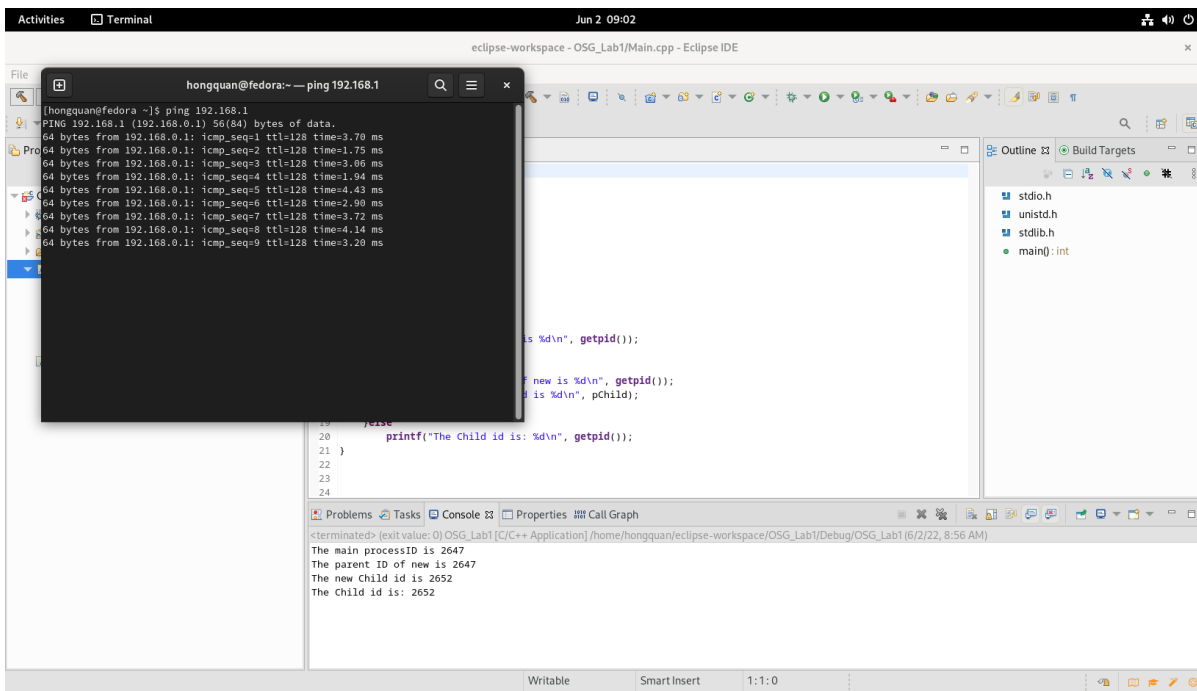 Activities Terminal Jun 2 09:02
eclipse-workspace - OSG_Lab1/Main.cpp - Eclipse IDE
File
hongquan@fedora:~ — ping 192.168.1
[hongquan@fedora ~]$ ping 192.168.1
PING 192.168.1 (192.168.0.1) 56(84) bytes of data.
64 bytes from 192.168.0.1: icmp_seq=1 ttl=128 time=3.70 ms
64 bytes from 192.168.0.1: icmp_seq=2 ttl=128 time=1.75 ms
64 bytes from 192.168.0.1: icmp_seq=3 ttl=128 time=3.06 ms
64 bytes from 192.168.0.1: icmp_seq=4 ttl=128 time=1.94 ms
64 bytes from 192.168.0.1: icmp_seq=5 ttl=128 time=4.43 ms
64 bytes from 192.168.0.1: icmp_seq=6 ttl=128 time=2.90 ms
64 bytes from 192.168.0.1: icmp_seq=7 ttl=128 time=3.72 ms
64 bytes from 192.168.0.1: icmp_seq=8 ttl=128 time=4.14 ms
64 bytes from 192.168.0.1: icmp_seq=9 ttl=128 time=3.20 ms
Pro
Outline Build Targets
stdio.h
unistd.h
stdlib.h
main() : int
is %d\n", getpid());
f new is %d\n", getpid());
d is %d\n", pChild);
19 }else
20 printf("The Child id is: %d\n", getpid());
21 }
22
23
24
Problems Tasks Console Properties Call Graph
<terminated> (exit value: 0) OSG_Lab1 [C/C++ Application] /home/hongquan/eclipse-workspace/OSG_Lab1/Debug/OSG_Lab1 (6/2/22, 8:56 AM)
The main processID is 2647
The parent ID of new is 2647
The new Child id is 2652
The Child id is: 2652
Writable Smart Insert 1 : 1 : 0